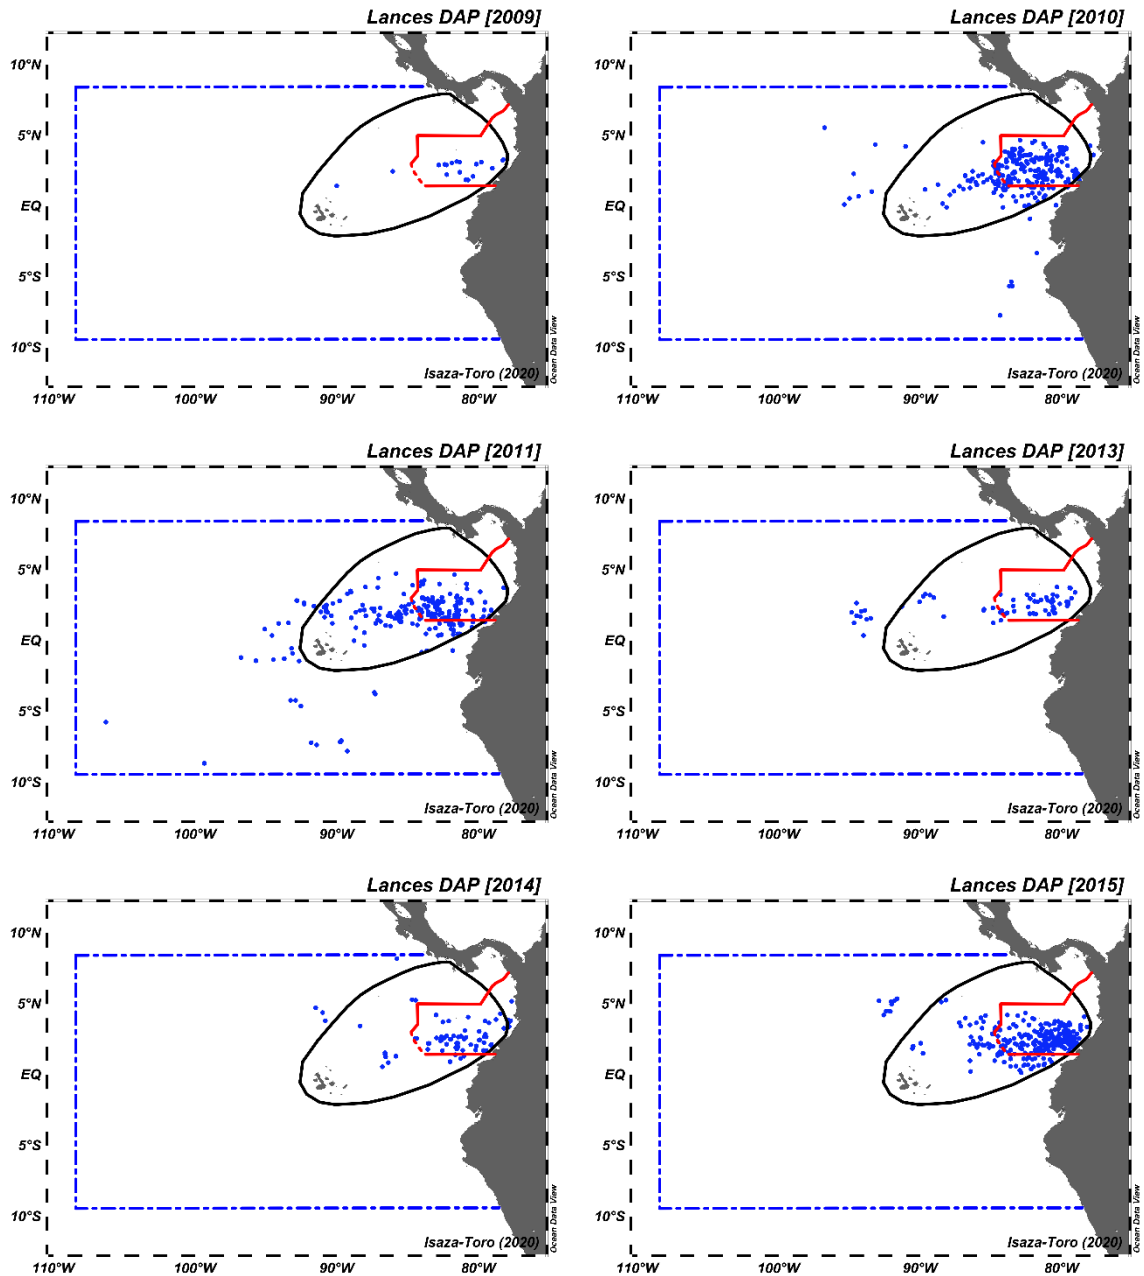 Lances DAP [2009]
10°N
5°N
EQ
5°S
10°S
Isaza-Toro (2020)
Ocean Data View
110°W 100°W 90°W 80°W
Lances DAP [2010]
10°N
5°N
EQ
5°S
10°S
Isaza-Toro (2020)
Ocean Data View
110°W 100°W 90°W 80°W
Lances DAP [2011]
10°N
5°N
EQ
5°S
10°S
Isaza-Toro (2020)
Ocean Data View
110°W 100°W 90°W 80°W
Lances DAP [2013]
10°N
5°N
EQ
5°S
10°S
Isaza-Toro (2020)
Ocean Data View
110°W 100°W 90°W 80°W
Lances DAP [2014]
10°N
5°N
EQ
5°S
10°S
Isaza-Toro (2020)
Ocean Data View
110°W 100°W 90°W 80°W
Lances DAP [2015]
10°N
5°N
EQ
5°S
10°S
Isaza-Toro (2020)
Ocean Data View
110°W 100°W 90°W 80°W